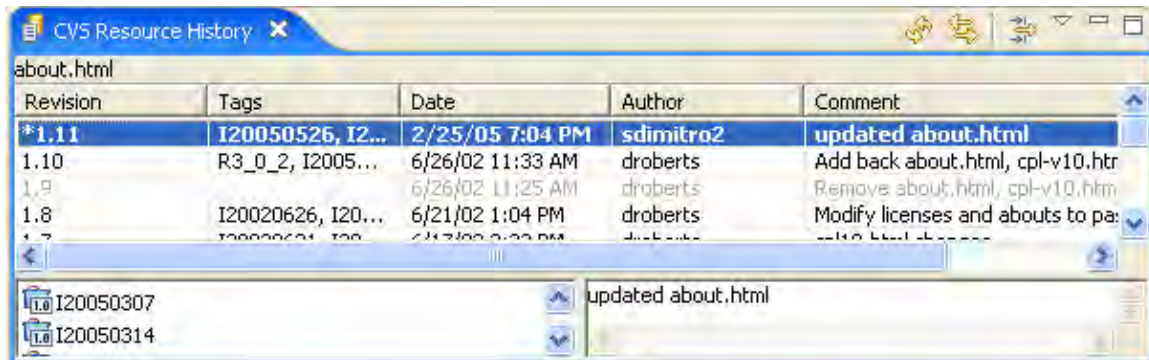 CVS Resource History
about.html
Revision Tags Date Author Comment
*1.11 I20050526, I2... 2/25/05 7:04 PM sdimitro2 updated about.html
1.10 R3_0_2, I2005... 6/26/02 11:33 AM droberts Add back about.html, cpl-v10.htr
1.9 6/26/02 11:25 AM droberts Remove about.html, cpl-v10.htm
1.8 I20020626, I20... 6/21/02 1:04 PM droberts Modify licenses and abouts to pa
1.7
I20050307 updated about.html
I20050314